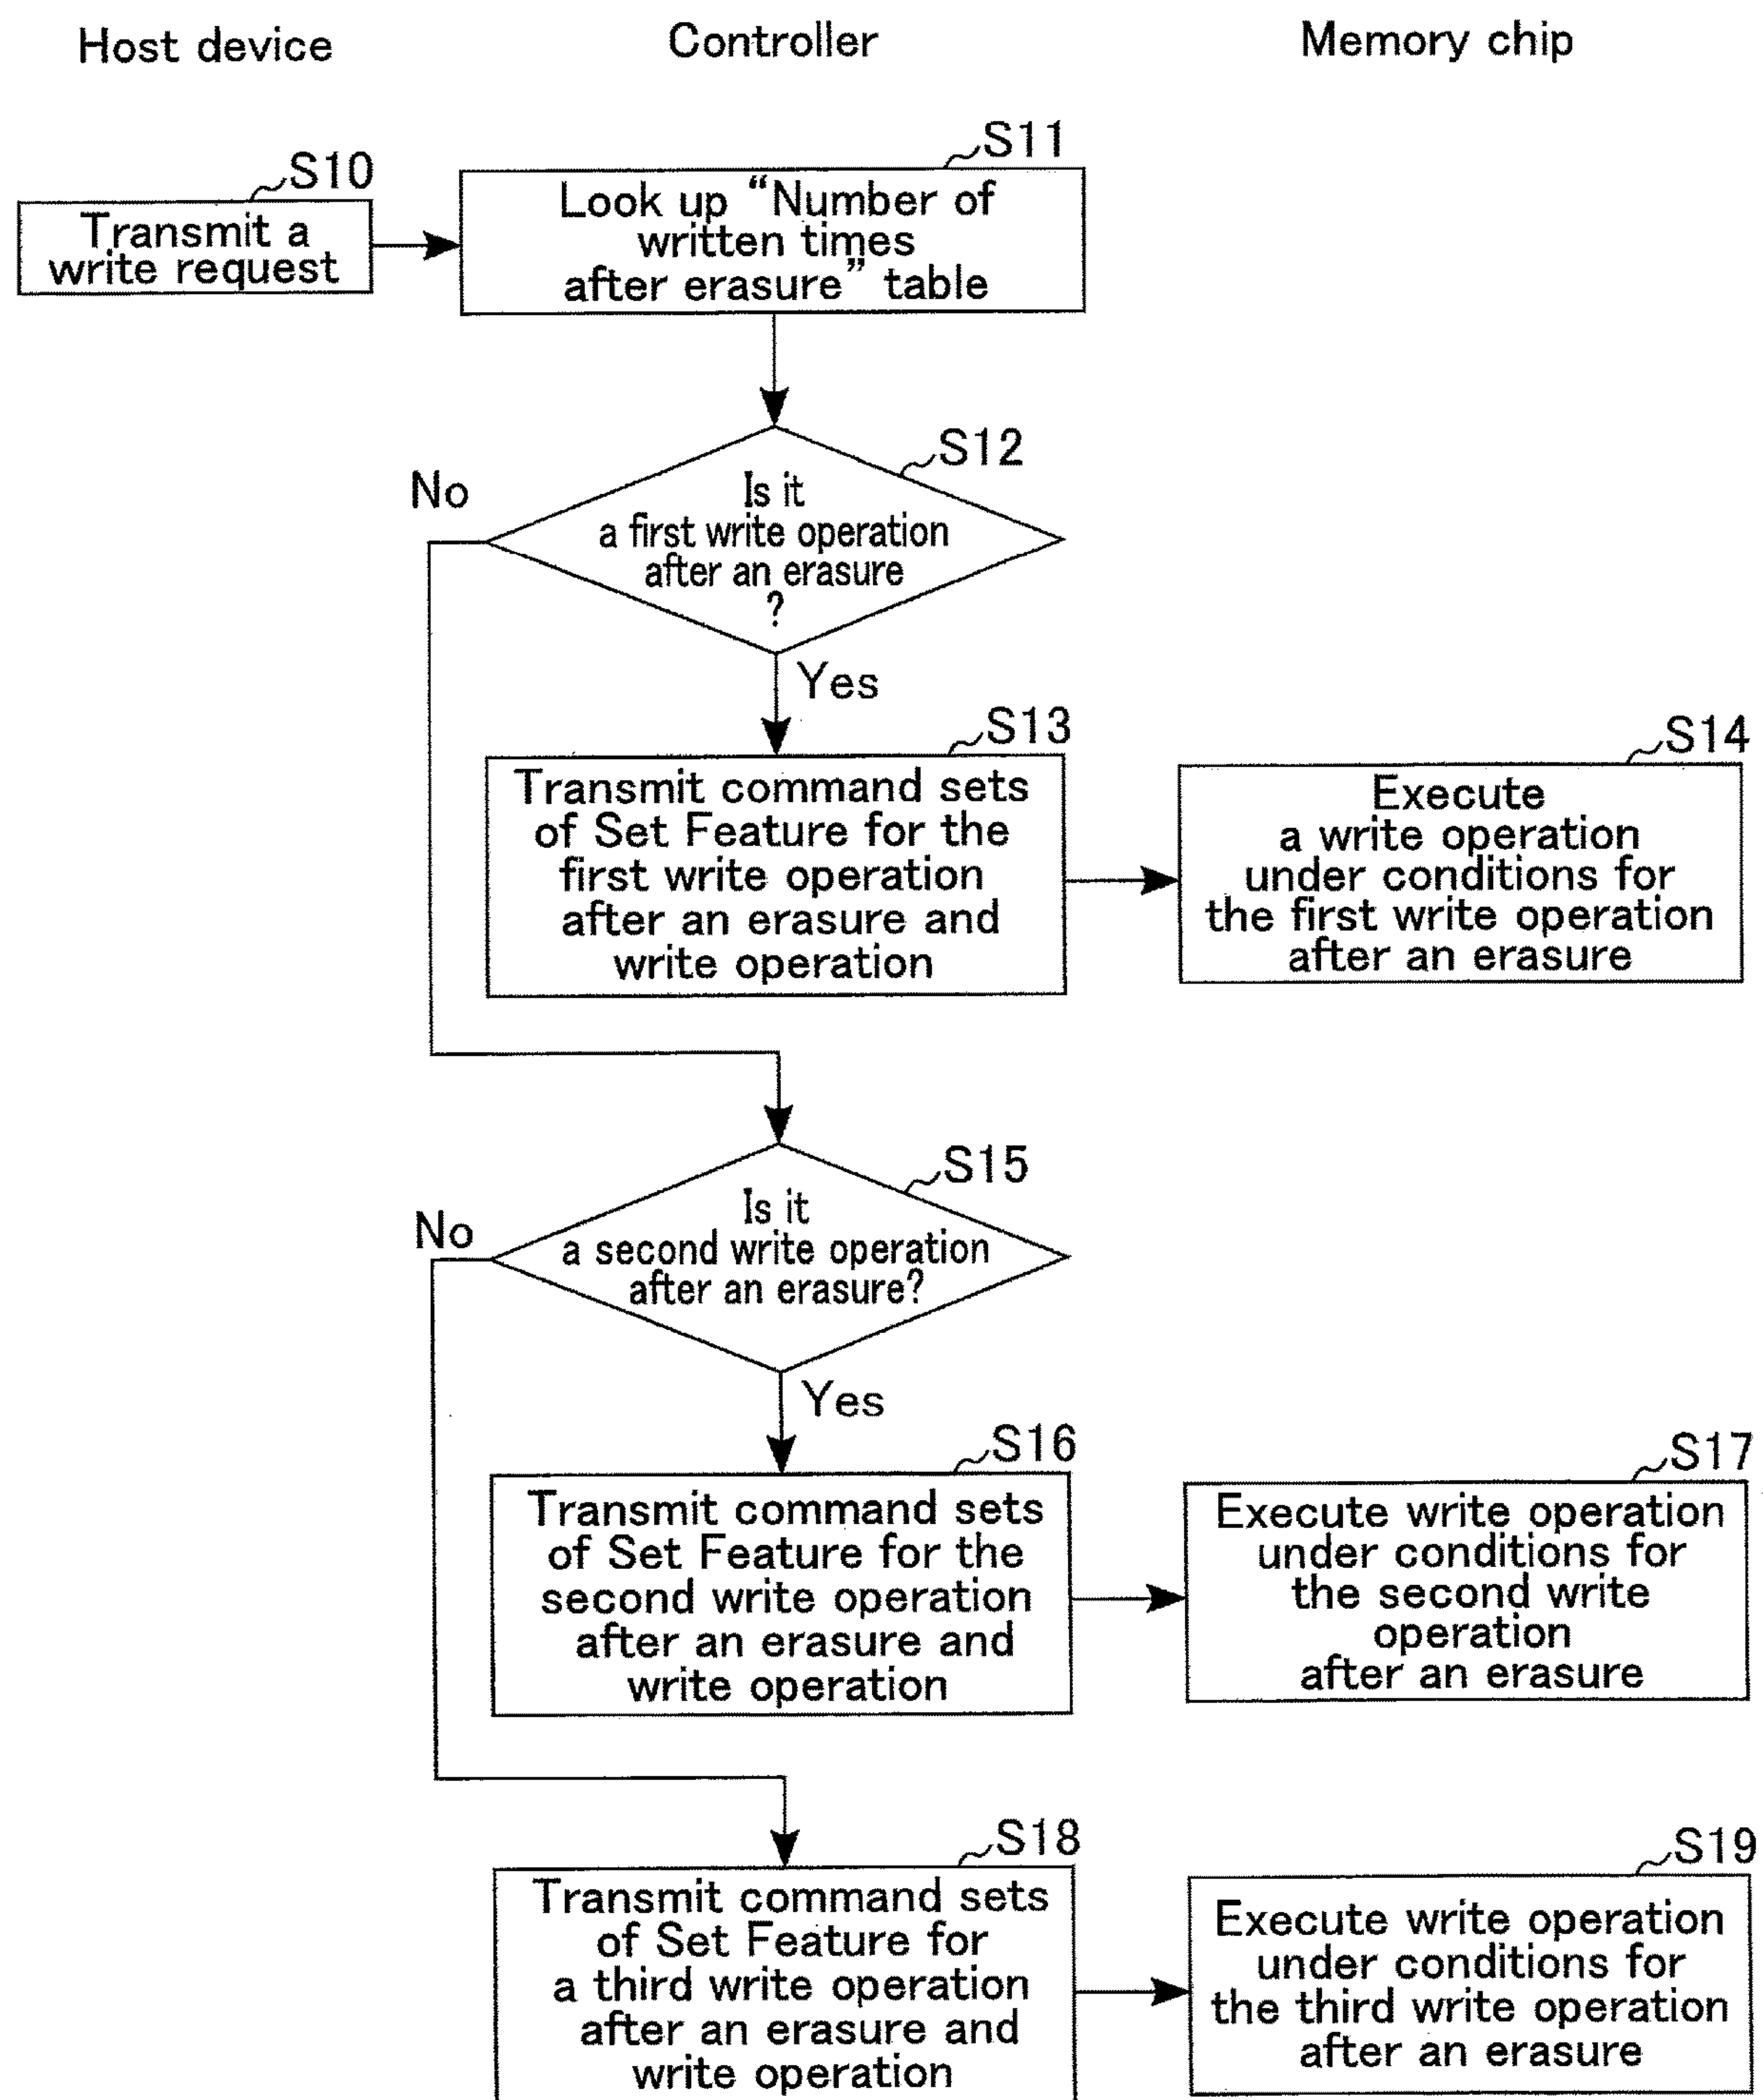 Host device
Controller
Memory chip
S10
Transmit a
write request
S11
Look up “Number of
written times
after erasure” table
S12
Is it
a first write operation
after an erasure
?
No
Yes
S13
Transmit command sets
of Set Feature for the
first write operation
after an erasure and
write operation
S14
Execute
a write operation
under conditions for
the first write operation
after an erasure
S15
Is it
a second write operation
after an erasure?
No
Yes
S16
Transmit command sets
of Set Feature for the
second write operation
after an erasure and
write operation
S17
Execute write operation
under conditions for
the second write
operation
after an erasure
S18
Transmit command sets
of Set Feature for
a third write operation
after an erasure and
write operation
S19
Execute write operation
under conditions for
the third write operation
after an erasure